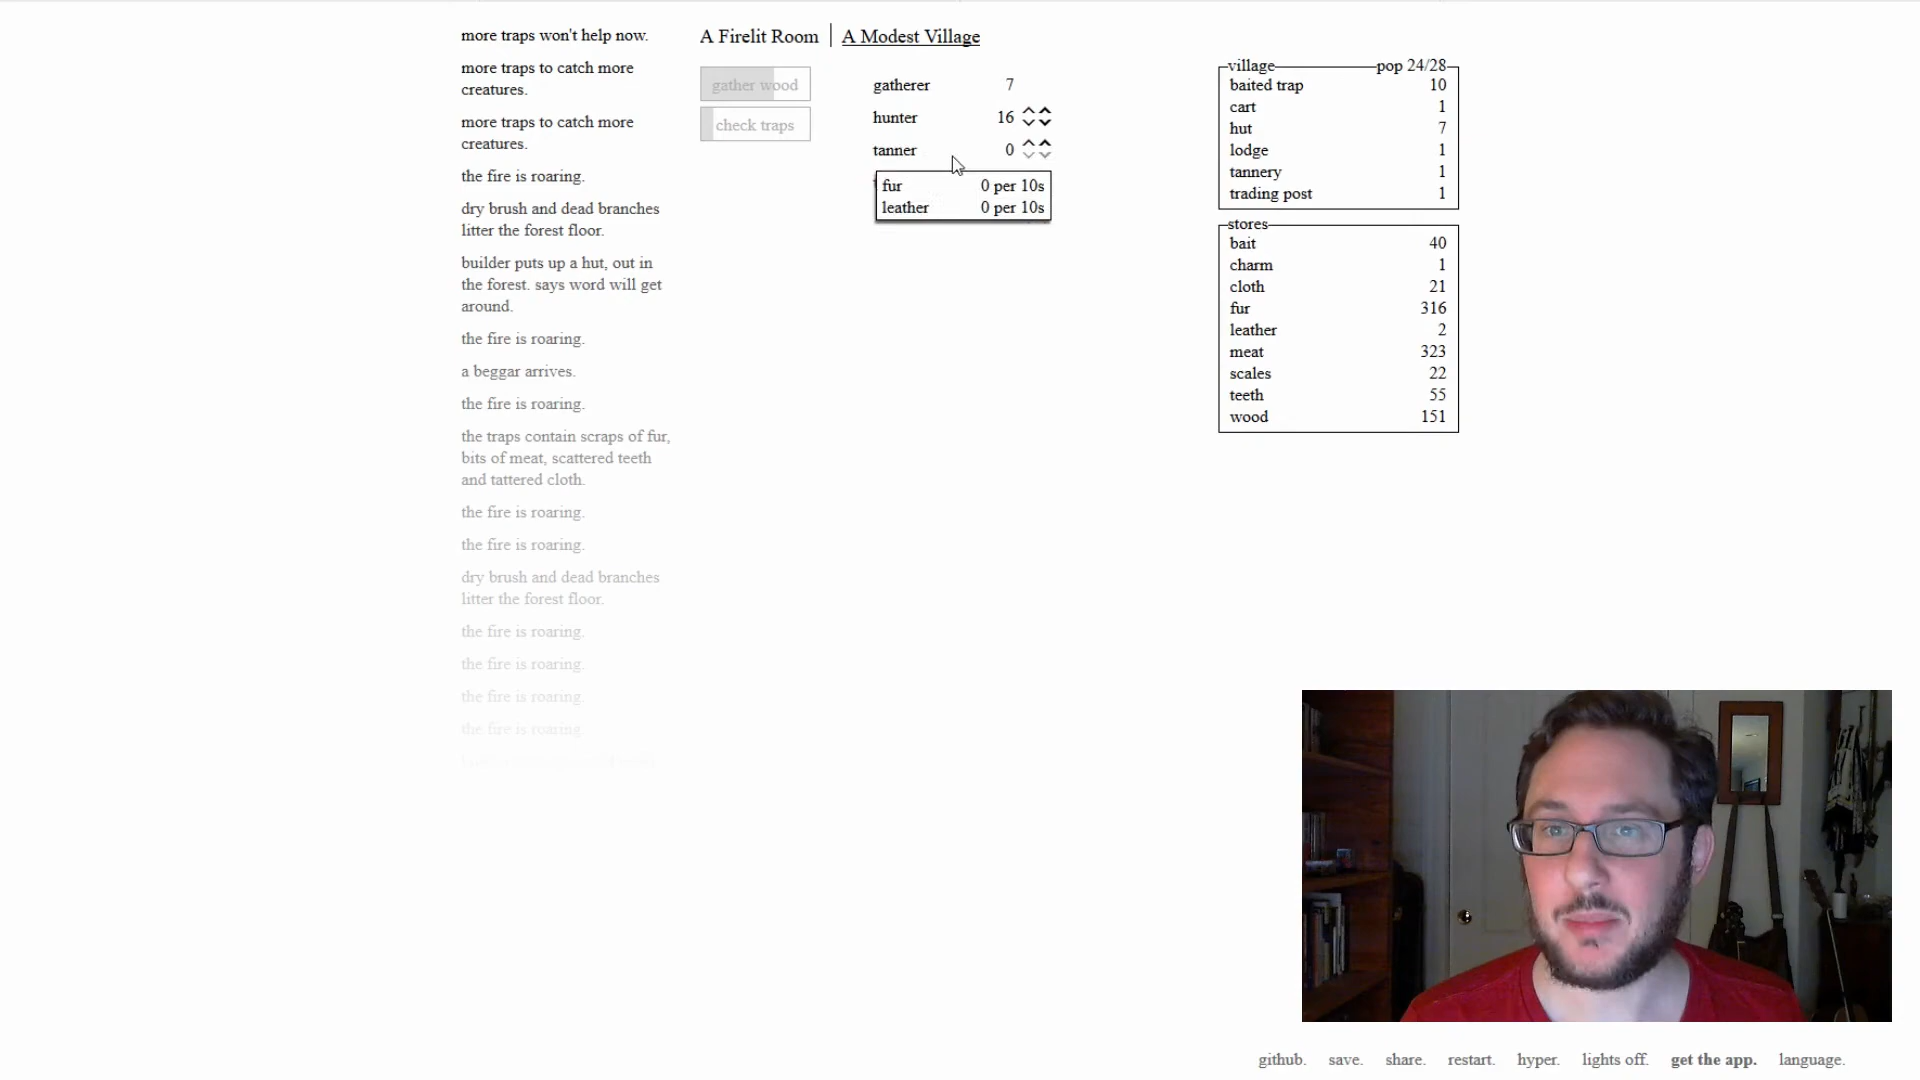 more traps won't help now.
more traps to catch more
creatures.
more traps to catch more
creatures.
the fire is roaring.
dry brush and dead branches
litter the forest floor.
builder puts up a hut, out in
the forest. says word will get
around.
the fire is roaring.
a beggar arrives.
the fire is roaring.
the traps contain scraps of fur,
bits of meat, scattered teeth
and tattered cloth.
the fire is roaring.
the fire is roaring.
dry brush and dead branches
litter the forest floor.
the fire is roaring.
the fire is roaring.
the fire is roaring.
the fire is roaring.
A Firelit Room | A Modest Village
gather wood
check traps
gatherer 7
hunter 16
tanner 0
fur 0 per 10s
leather 0 per 10s
village pop 24/28
baited trap 10
cart 1
hut 7
lodge 1
tannery 1
trading post 1
stores
bait 40
charm 1
cloth 21
fur 316
leather 2
meat 323
scales 22
teeth 55
wood 151
github. save. share. restart. hyper. lights off. get the app. language.